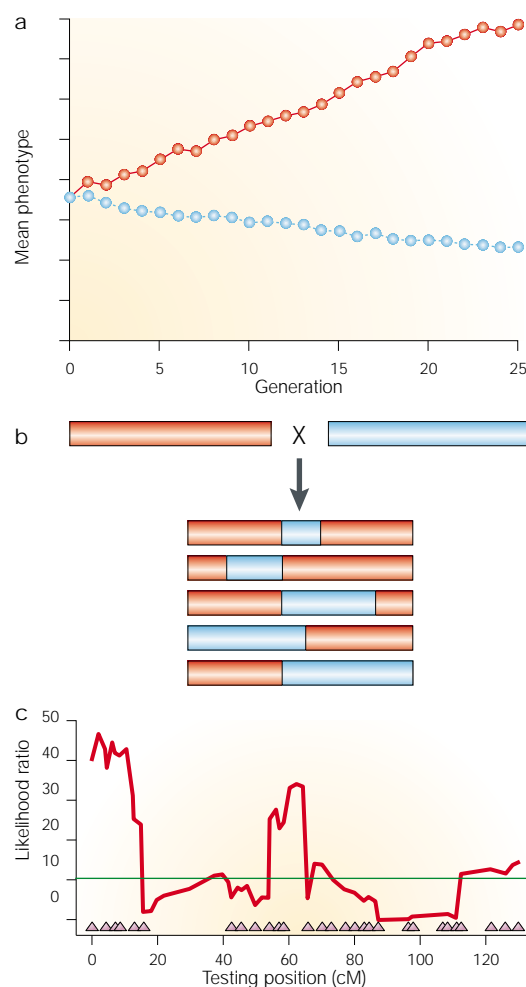 a
Mean phenotype
0 5 10 15 20 25
Generation
b
X
c
50
40
30
20
10
0
Likelihood ratio
0 20 40 60 80 100 120
Testing position (cM)